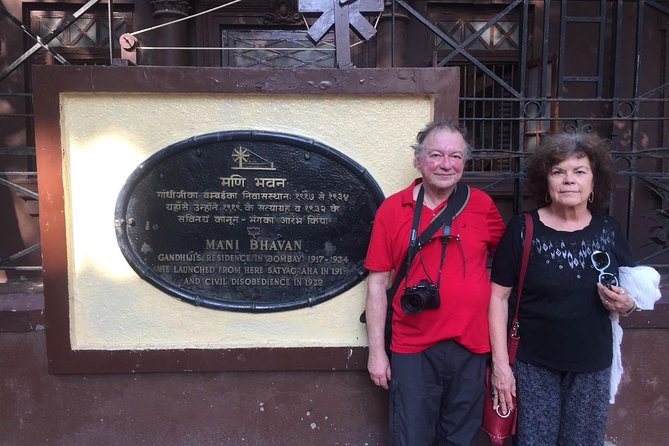 मणि भवन
गांधीजीका बम्बईका निवासस्थान: १९१७ से १९३४
यहाँसे उन्होंने १९१९ के सत्याग्रह व १९३२ के
सविनय कानून-भंगका आरंभ किया
MANI BHAVAN
GANDHIJI'S RESIDENCE IN BOMBAY: 1917-1934
HE LAUNCHED FROM HERE SATYAGRAHA IN 1919
AND CIVIL DISOBEDIENCE IN 1932